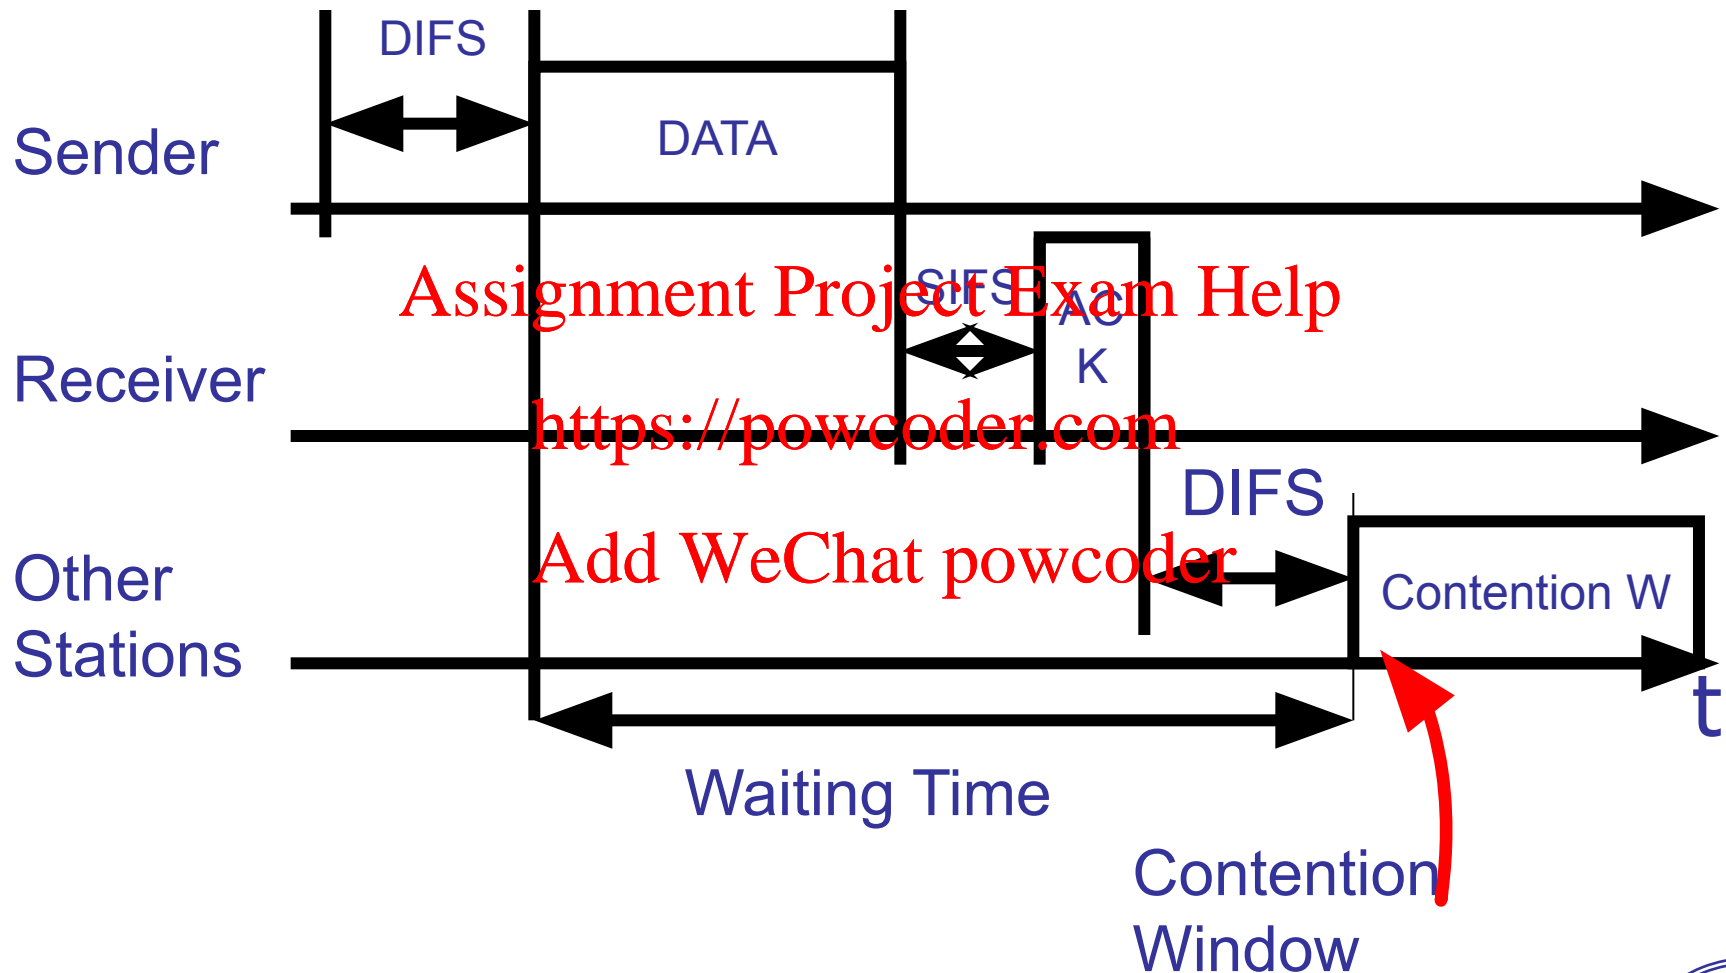 DIFS
Sender
DATA
Assignment Project Exam Help
SIFS
AC
K
Receiver
https://powcoder.com
DIFS
Add WeChat powcoder
Other
Stations
Contention W
t
Waiting Time
Contention
Window